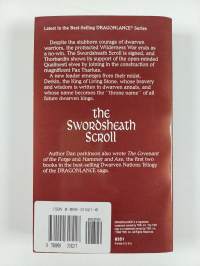 Latest in the Best-Selling DRAGONLANCE® Series
Despite the stubborn courage of dwarven
warriors, the protracted Wilderness War ends as
a no-win. The Swordsheath Scroll is signed, and
Thorbardin shows its support of the open-minded
Qualinesti elves by joining in the construction of
magnificent Pax Tharkas.
A new leader emerges from their midst,
Derkin, the King of Living Stone, whose bravery
and wisdom is written in dwarven annals, and
whose name becomes the "throne name" of all
future dwarven kings.
the
Swordsheath
Scroll
Author Dan Parkinson also wrote The Covenant
of the Forge and Hammer and Axe, the first two
books in the best-selling Dwarven Nations Trilogy
of the DRAGONLANCE saga.
8351